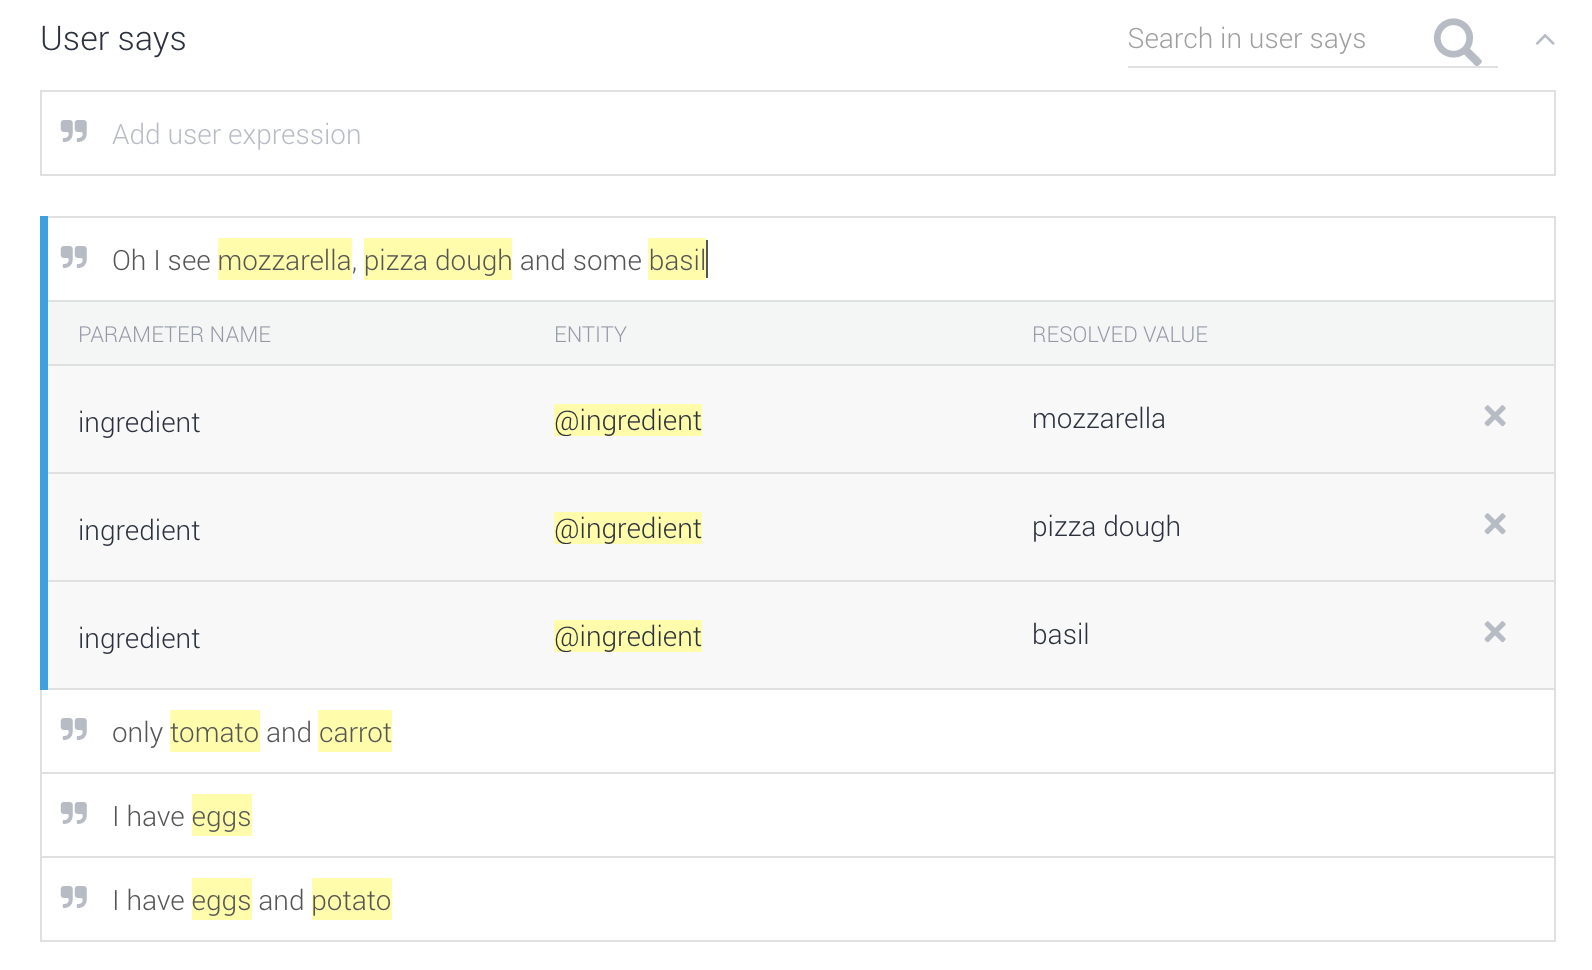 User says
Search in user says
Add user expression
Oh I see mozzarella, pizza dough and some basil
PARAMETER NAME ENTITY RESOLVED VALUE
ingredient @ingredient mozzarella
ingredient @ingredient pizza dough
ingredient @ingredient basil
only tomato and carrot
I have eggs
I have eggs and potato